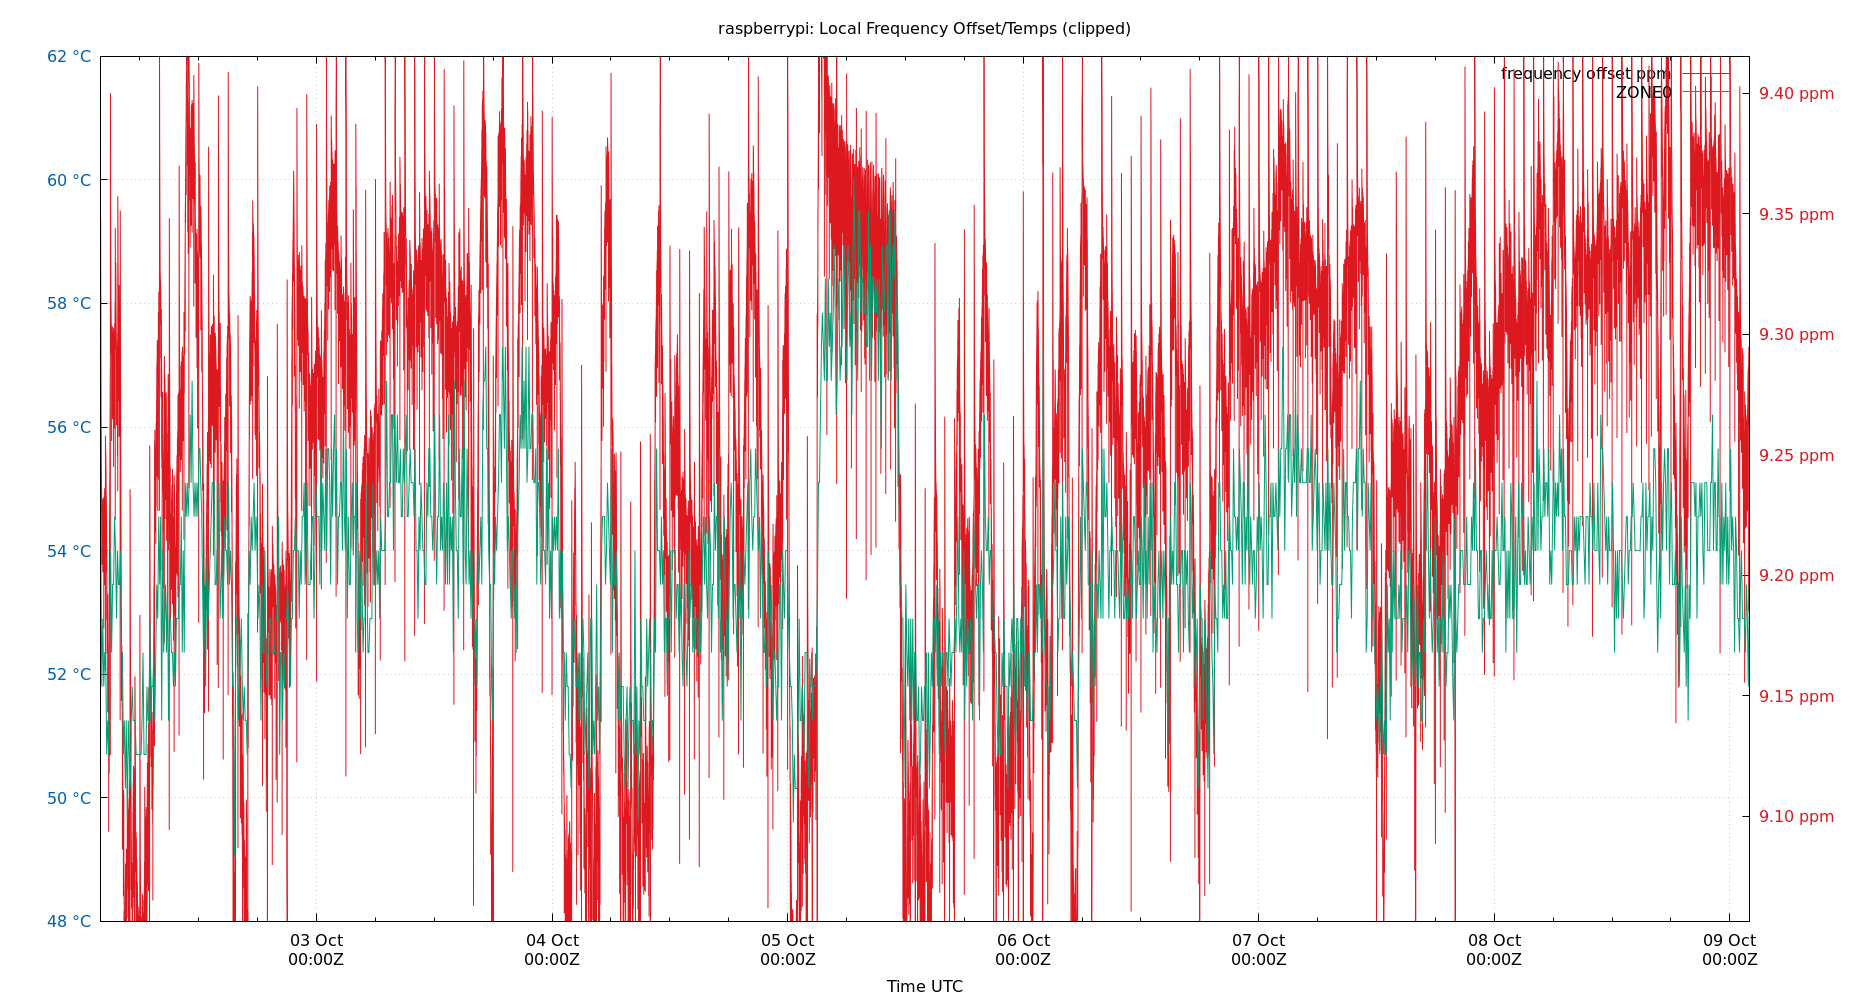 raspberrypi: Local Frequency Offset/Temps (clipped)
62 °C
60 °C
58 °C
56 °C
54 °C
52 °C
50 °C
48 °C
frequency offset ppm
ZONE0
9.40 ppm
9.35 ppm
9.30 ppm
9.25 ppm
9.20 ppm
9.15 ppm
9.10 ppm
03 Oct 04 Oct 05 Oct 06 Oct 07 Oct 08 Oct 09 Oct
00:00Z 00:00Z 00:00Z 00:00Z 00:00Z 00:00Z 00:00Z
Time UTC